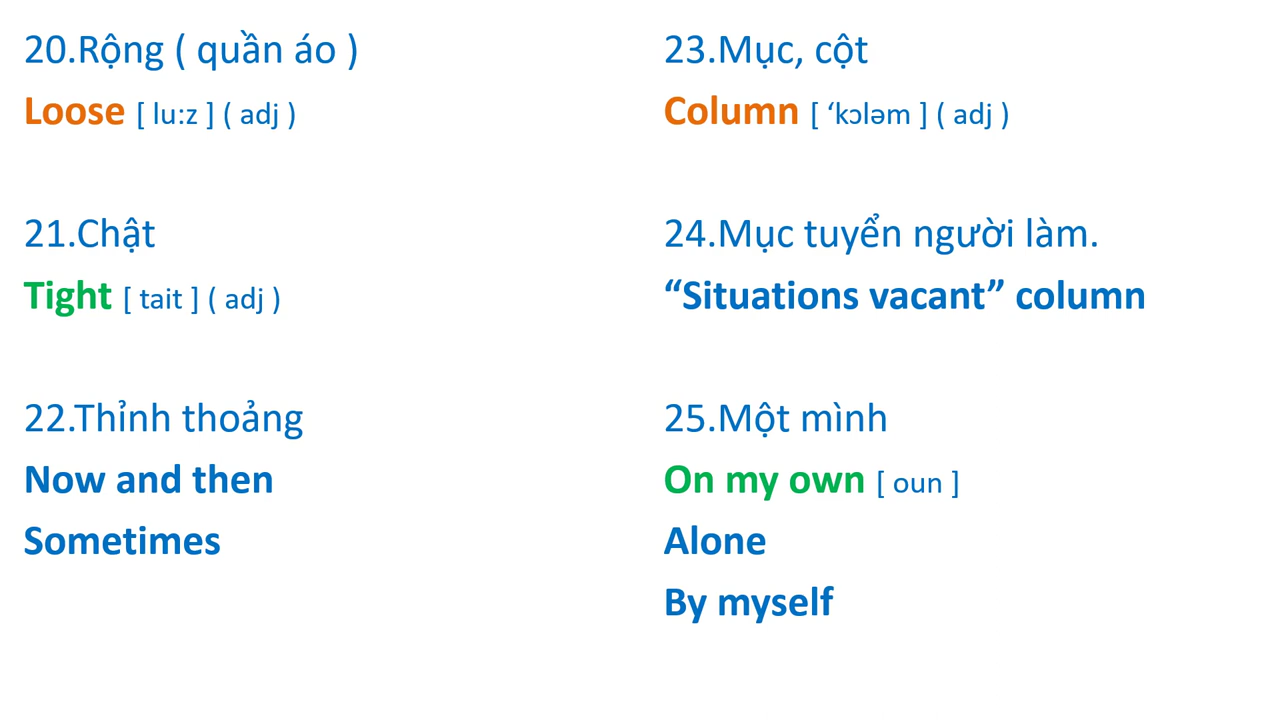 20.Rộng ( quần áo )
Loose [ lu:z ] ( adj )
21.Chật
Tight [ tait ] ( adj )
22.Thỉnh thoảng
Now and then
Sometimes
23.Mục, cột
Column [ ‘kɔləm ] ( adj )
24.Mục tuyển người làm.
“Situations vacant” column
25.Một mình
On my own [ oun ]
Alone
By myself